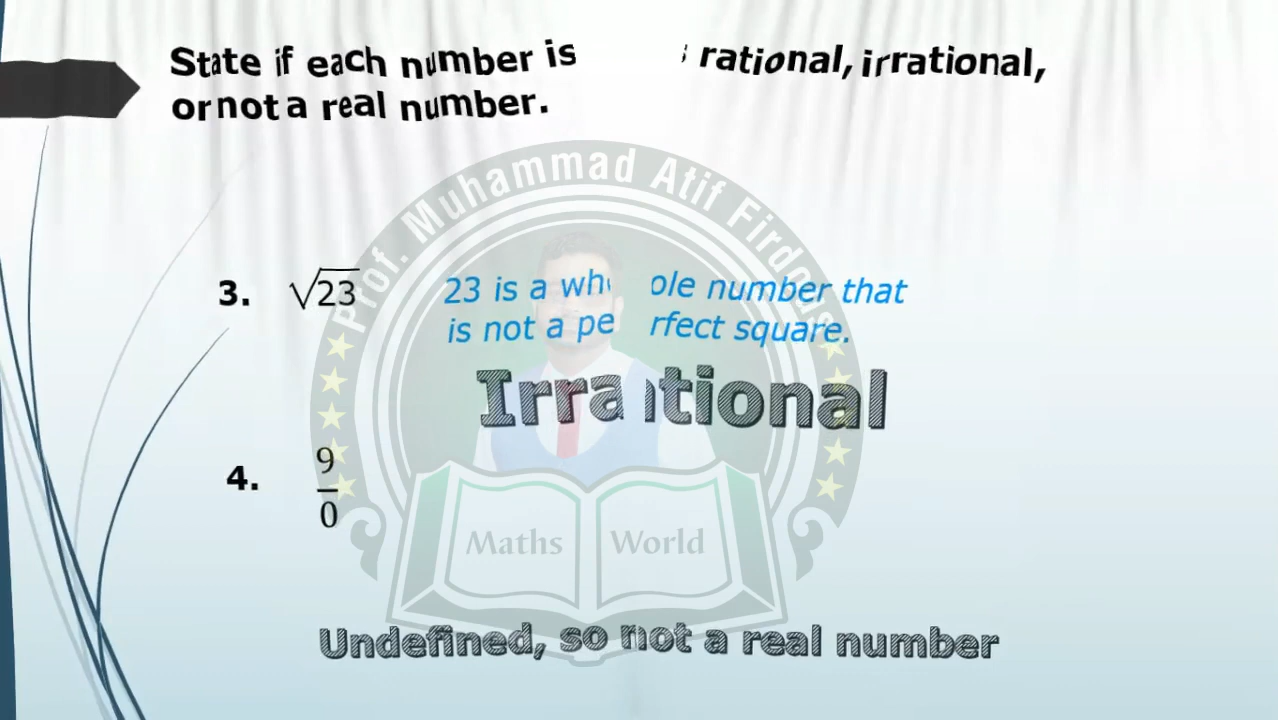 State if each number is rational, irrational,
or not a real number.
Prof. Muhammad Atif Firdous
3. √23 23 is a whole number that
is not a perfect square.
Irrational
4. 9/0
Maths World
Undefined, so not a real number